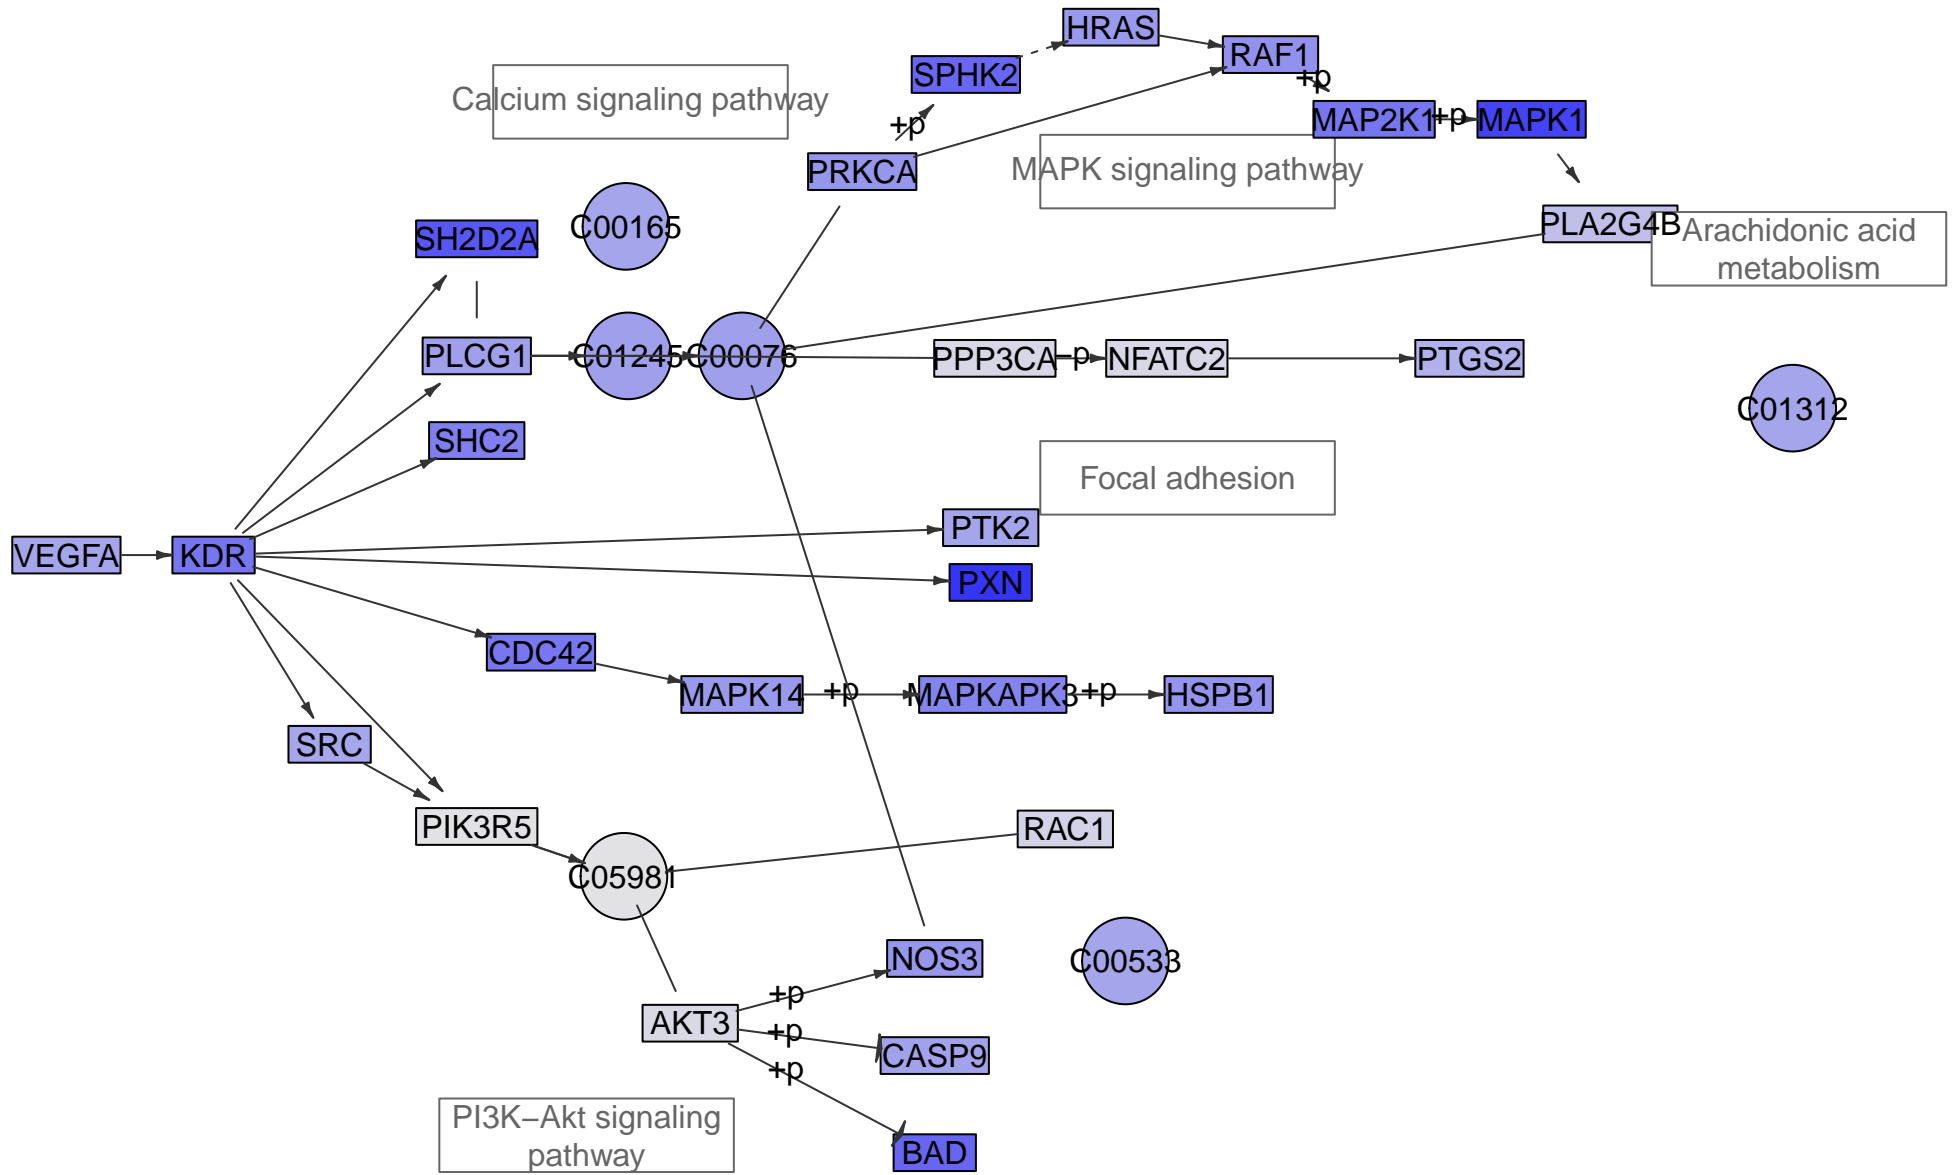 HRAS
RAF1
+p
SPHK2
Calcium signaling pathway
+p
MAP2K1
+p
MAPK1
PRKCA
MAPK signaling pathway
C00165
SH2D2A
PLA2G4B
Arachidonic acid
metabolism
PLCG1
C01245
C00076
PPP3CA
−p
NFATC2
PTGS2
C01312
SHC2
Focal adhesion
PTK2
VEGFA
KDR
PXN
CDC42
MAPK14
+p
MAPKAPK3
+p
HSPB1
SRC
PIK3R5
RAC1
C05981
NOS3
C00533
+p
AKT3
+p
CASP9
+p
PI3K−Akt signaling
pathway
BAD